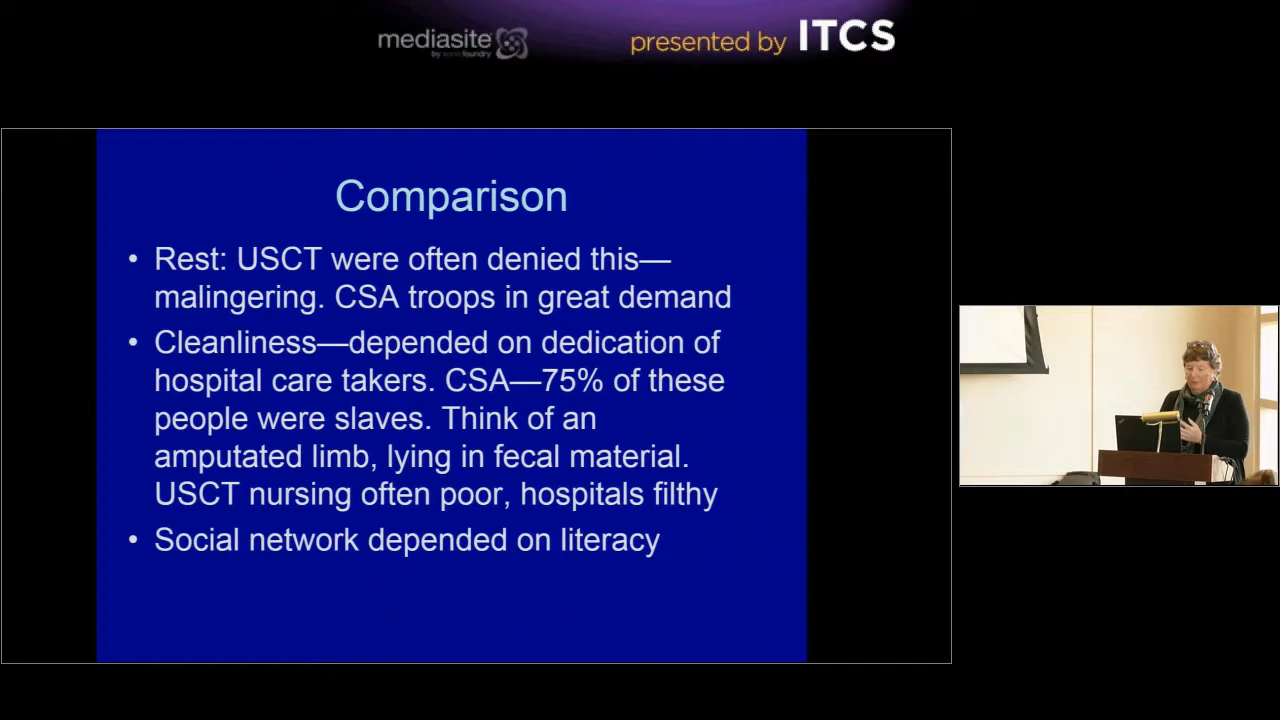 mediasite
by sonicfoundry
presented by ITCS
Comparison
• Rest: USCT were often denied this—
malingering. CSA troops in great demand
• Cleanliness—depended on dedication of
hospital care takers. CSA—75% of these
people were slaves. Think of an
amputated limb, lying in fecal material.
USCT nursing often poor, hospitals filthy
• Social network depended on literacy